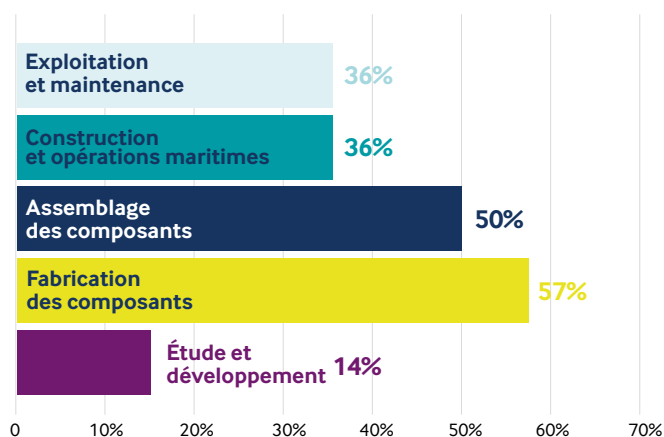 Exploitation
et maintenance
36%
Construction
et opérations maritimes
36%
Assemblage
des composants
50%
Fabrication
des composants
57%
Étude et
développement
14%
0 10% 20% 30% 40% 50% 60% 70%